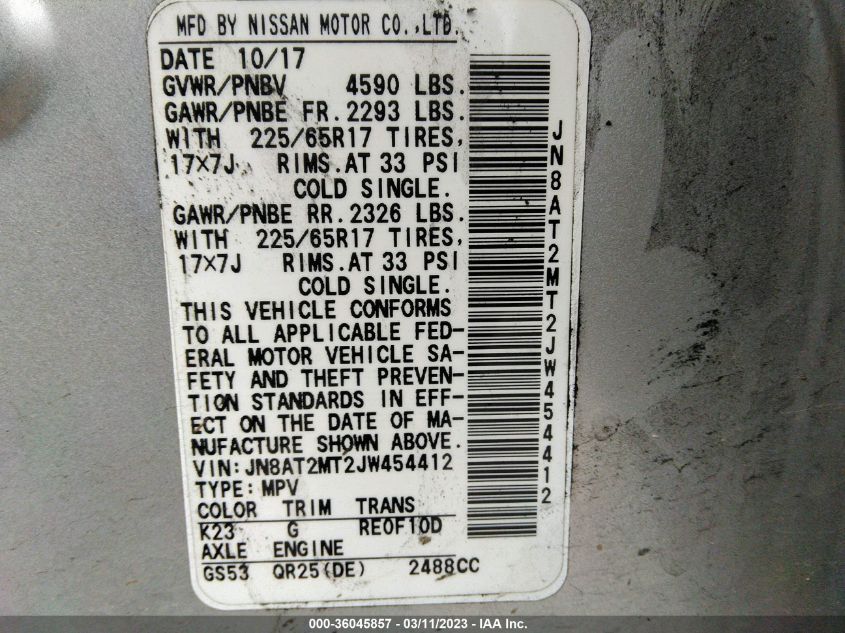 MFD BY NISSAN MOTOR CO.,LTD.
DATE 10/17
GVWR/PNBV 4590 LBS.
GAWR/PNBE FR.2293 LBS.
WITH 225/65R17 TIRES,
17X7J RIMS.AT 33 PSI
COLD SINGLE.
GAWR/PNBE RR.2326 LBS.
WITH 225/65R17 TIRES,
17X7J RIMS.AT 33 PSI
COLD SINGLE.
THIS VEHICLE CONFORMS
TO ALL APPLICABLE FED-
ERAL MOTOR VEHICLE SA-
FETY AND THEFT PREVEN-
TION STANDARDS IN EFF-
ECT ON THE DATE OF MA-
NUFACTURE SHOWN ABOVE.
VIN:JN8AT2MT2JW454412
TYPE:MPV
COLOR TRIM TRANS
K23 G RE0F10D
AXLE ENGINE
GS53 QR25(DE) 2488CC
JN8AT2MT2JW454412
000-36045857 / 03/11/2023 - IAA Inc.